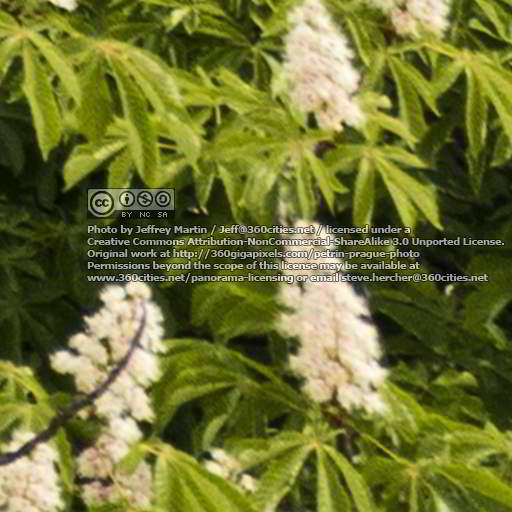 cc
BY NC SA
Photo by Jeffrey Martin / Jeff@360cities.net / licensed under a
Creative Commons Attribution-NonCommercial-ShareAlike 3.0 Unported License.
Original work at http://360gigapixels.com/petrin-prague-photo
Permissions beyond the scope of this license may be available at
www.360cities.net/panorama-licensing or email steve.hercher@360cities.net